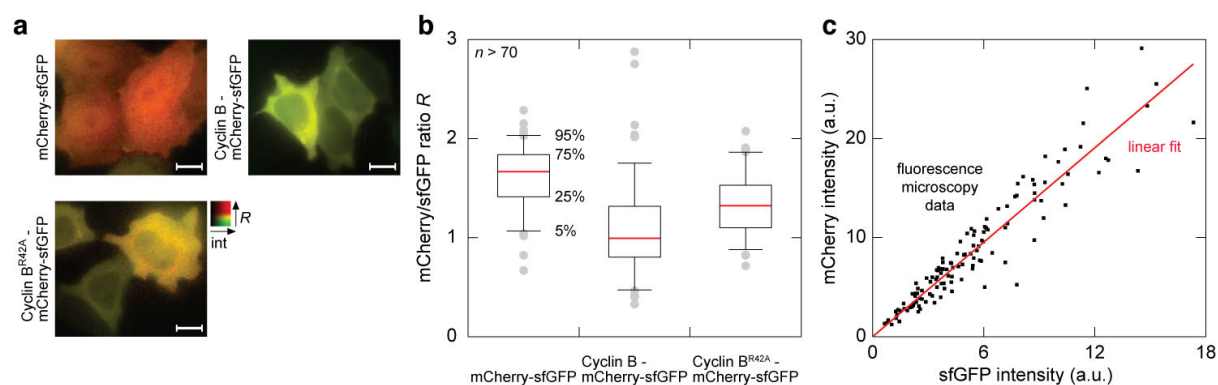 a
mCherry-sfGFP
Cyclin B -
mCherry-sfGFP
Cyclin Bᴿ⁴²ᴬ -
mCherry-sfGFP
R
int
b
mCherry/sfGFP ratio R
3
2
1
0
n > 70
95%
75%
25%
5%
mCherry-sfGFP
Cyclin B -
mCherry-sfGFP
Cyclin Bᴿ⁴²ᴬ -
mCherry-sfGFP
c
mCherry intensity (a.u.)
30
20
10
0
fluorescence
microscopy
data
linear fit
0 6 12 18
sfGFP intensity (a.u.)